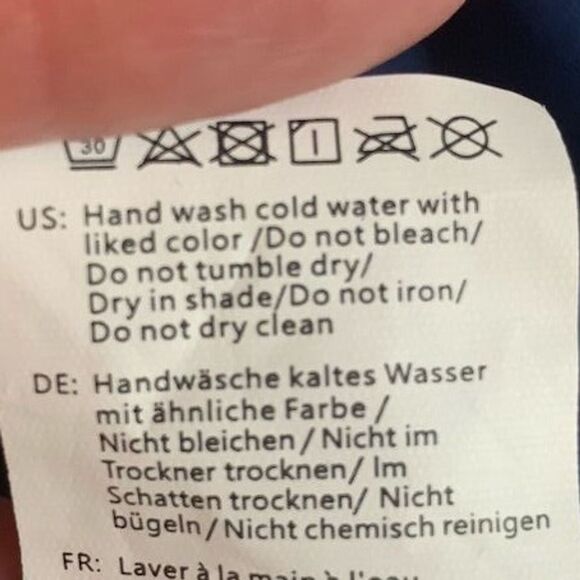 30
US: Hand wash cold water with
liked color /Do not bleach/
Do not tumble dry/
Dry in shade/Do not iron/
Do not dry clean
DE: Handwäsche kaltes Wasser
mit ähnliche Farbe /
Nicht bleichen / Nicht im
Trockner trocknen/ Im
Schatten trocknen/ Nicht
bügeln/Nicht chemisch reinigen
FR: Laver à la main à l'eau